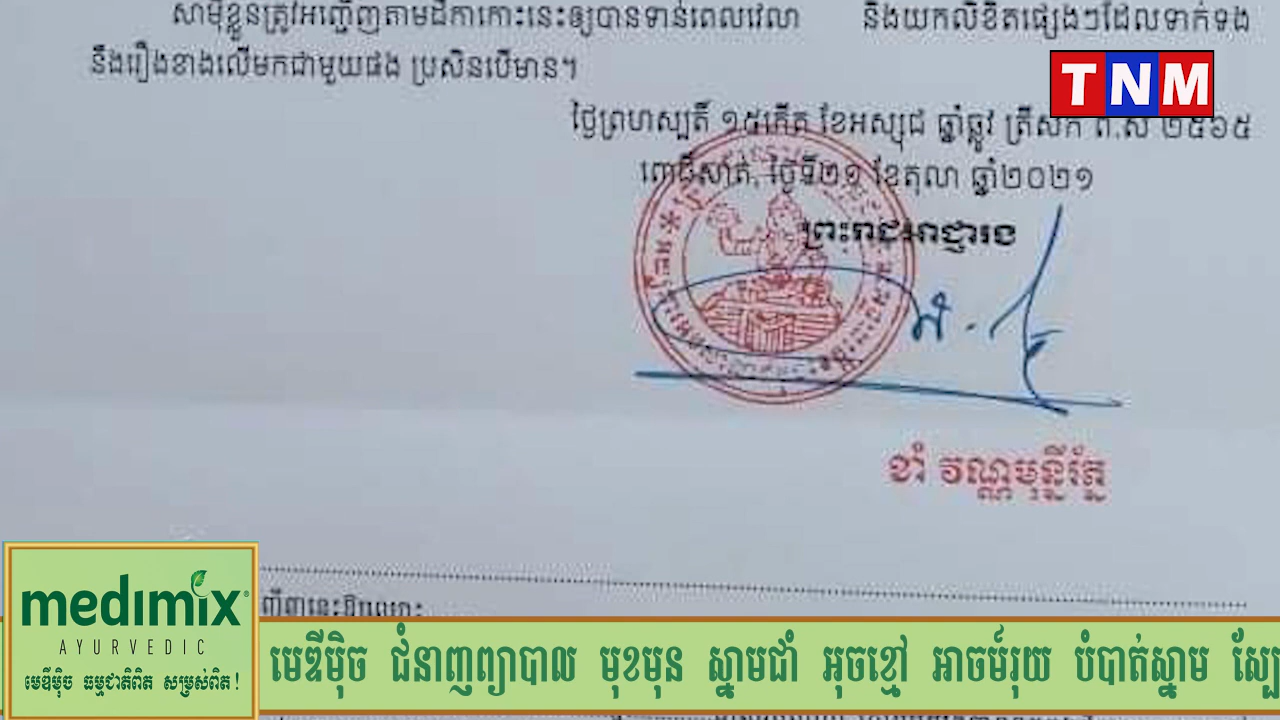 សាម៉ីខ្លួនត្រូវអញ្ជើញតាមដីកាកោះនេះឲ្យបានទាន់ពេលវេលា និងយកលិខិតផ្សេងៗដែលទាក់ទង
នឹងរឿងខាងលើមកជាមួយផង ប្រសិនបើមាន។
TNM
ថ្ងៃព្រហស្បតិ៍ ១៥កើត ខែអស្សុជ ឆ្នាំឆ្លូវ ត្រីស័ក ព.ស ២៥៦៥
ពោធិ៍សាត់, ថ្ងៃទី២១ ខែតុលា ឆ្នាំ២០២១
ព្រះរាជអាជ្ញារង
ខាំ វណ្ណមុន្នីរ័ត្ន
medimix
AYURVEDIC
មេឌីម៉ិច ធម្មជាតិពិត សម្រស់ពិត!
មេឌីម៉ិច ជំនាញព្យាបាល មុខមុន ស្នាមជាំ អុចខ្មៅ អាចម៍រុយ បំបាត់ស្នាម ស្បែ